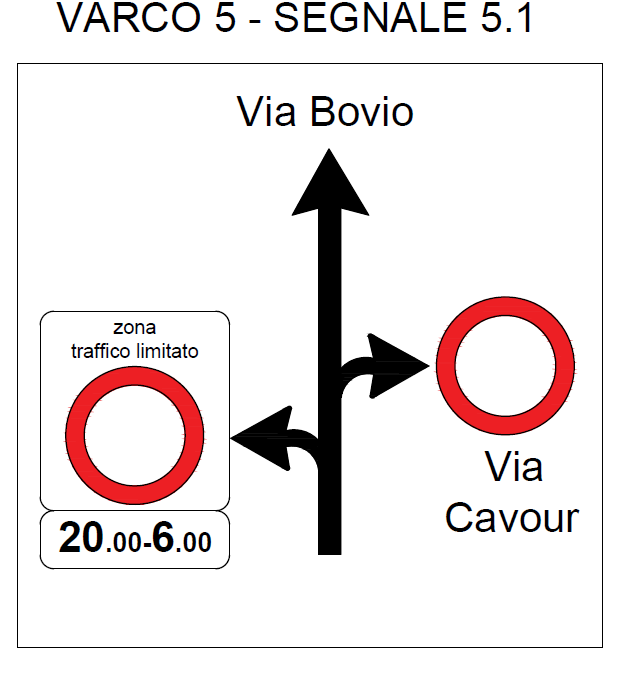 VARCO 5 - SEGNALE 5.1
Via Bovio
zona
traffico limitato
20.00-6.00
Via
Cavour